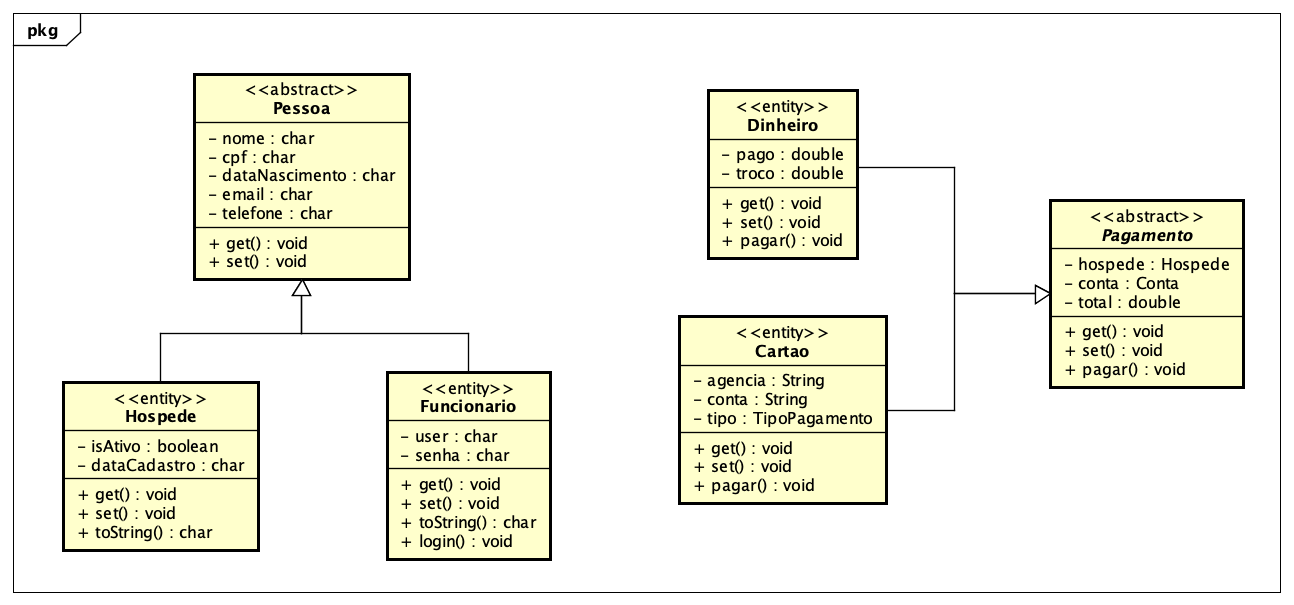 pkg
<<abstract>>
Pessoa
- nome : char
- cpf : char
- dataNascimento : char
- email : char
- telefone : char
+ get() : void
+ set() : void
<<entity>>
Hospede
- isAtivo : boolean
- dataCadastro : char
+ get() : void
+ set() : void
+ toString() : char
<<entity>>
Funcionario
- user : char
- senha : char
+ get() : void
+ set() : void
+ toString() : char
+ login() : void
<<entity>>
Dinheiro
- pago : double
- troco : double
+ get() : void
+ set() : void
+ pagar() : void
<<entity>>
Cartao
- agencia : String
- conta : String
- tipo : TipoPagamento
+ get() : void
+ set() : void
+ pagar() : void
<<abstract>>
Pagamento
- hospede : Hospede
- conta : Conta
- total : double
+ get() : void
+ set() : void
+ pagar() : void